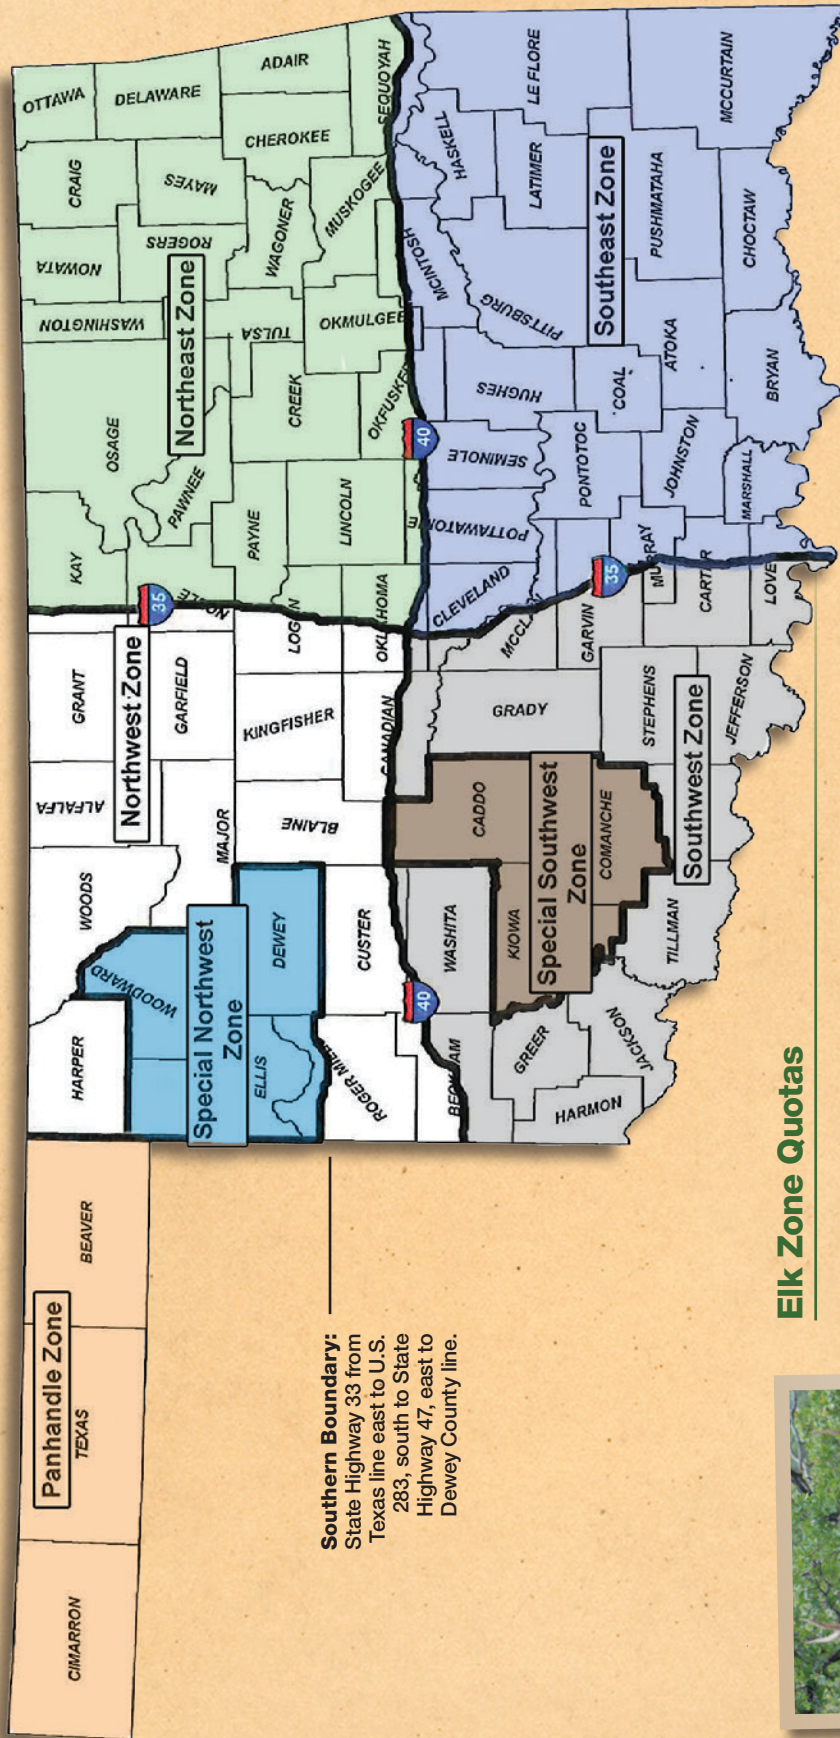 CIMARRON
TEXAS
BEAVER
Panhandle Zone
HARPER
WOODS
ALFALFA
GRANT
KAY
OSAGE
WASHINGTON
NOWATA
CRAIG
OTTAWA
DELAWARE
MAYES
ROGERS
Northeast Zone
PAWNEE
35
NOBLE
Northwest Zone
GARFIELD
MAJOR
WOODWARD
Special Northwest
Zone
ELLIS
DEWEY
BLAINE
KINGFISHER
LOGAN
PAYNE
CREEK
TULSA
WAGONER
CHEROKEE
ADAIR
SEQUOYAH
MUSKOGEE
OKMULGEE
OKFUSKEE
LINCOLN
OKLAHOMA
CANADIAN
CUSTER
ROGER MILLS
BECKHAM
40
WASHITA
CADDO
GRADY
MCCLAIN
CLEVELAND
POTTAWATOMIE
SEMINOLE
40
HUGHES
MCINTOSH
PITTSBURG
HASKELL
LATIMER
LE FLORE
Southeast Zone
PUSHMATAHA
MCCURTAIN
CHOCTAW
ATOKA
COAL
BRYAN
PONTOTOC
JOHNSTON
MARSHALL
MURRAY
35
GARVIN
CARTER
LOVE
STEPHENS
JEFFERSON
Southwest Zone
Special Southwest
Zone
COMANCHE
KIOWA
TILLMAN
GREER
JACKSON
HARMON
Southern Boundary:
State Highway 33 from
Texas line east to U.S.
283, south to State
Highway 47, east to
Dewey County line.
Elk Zone Quotas